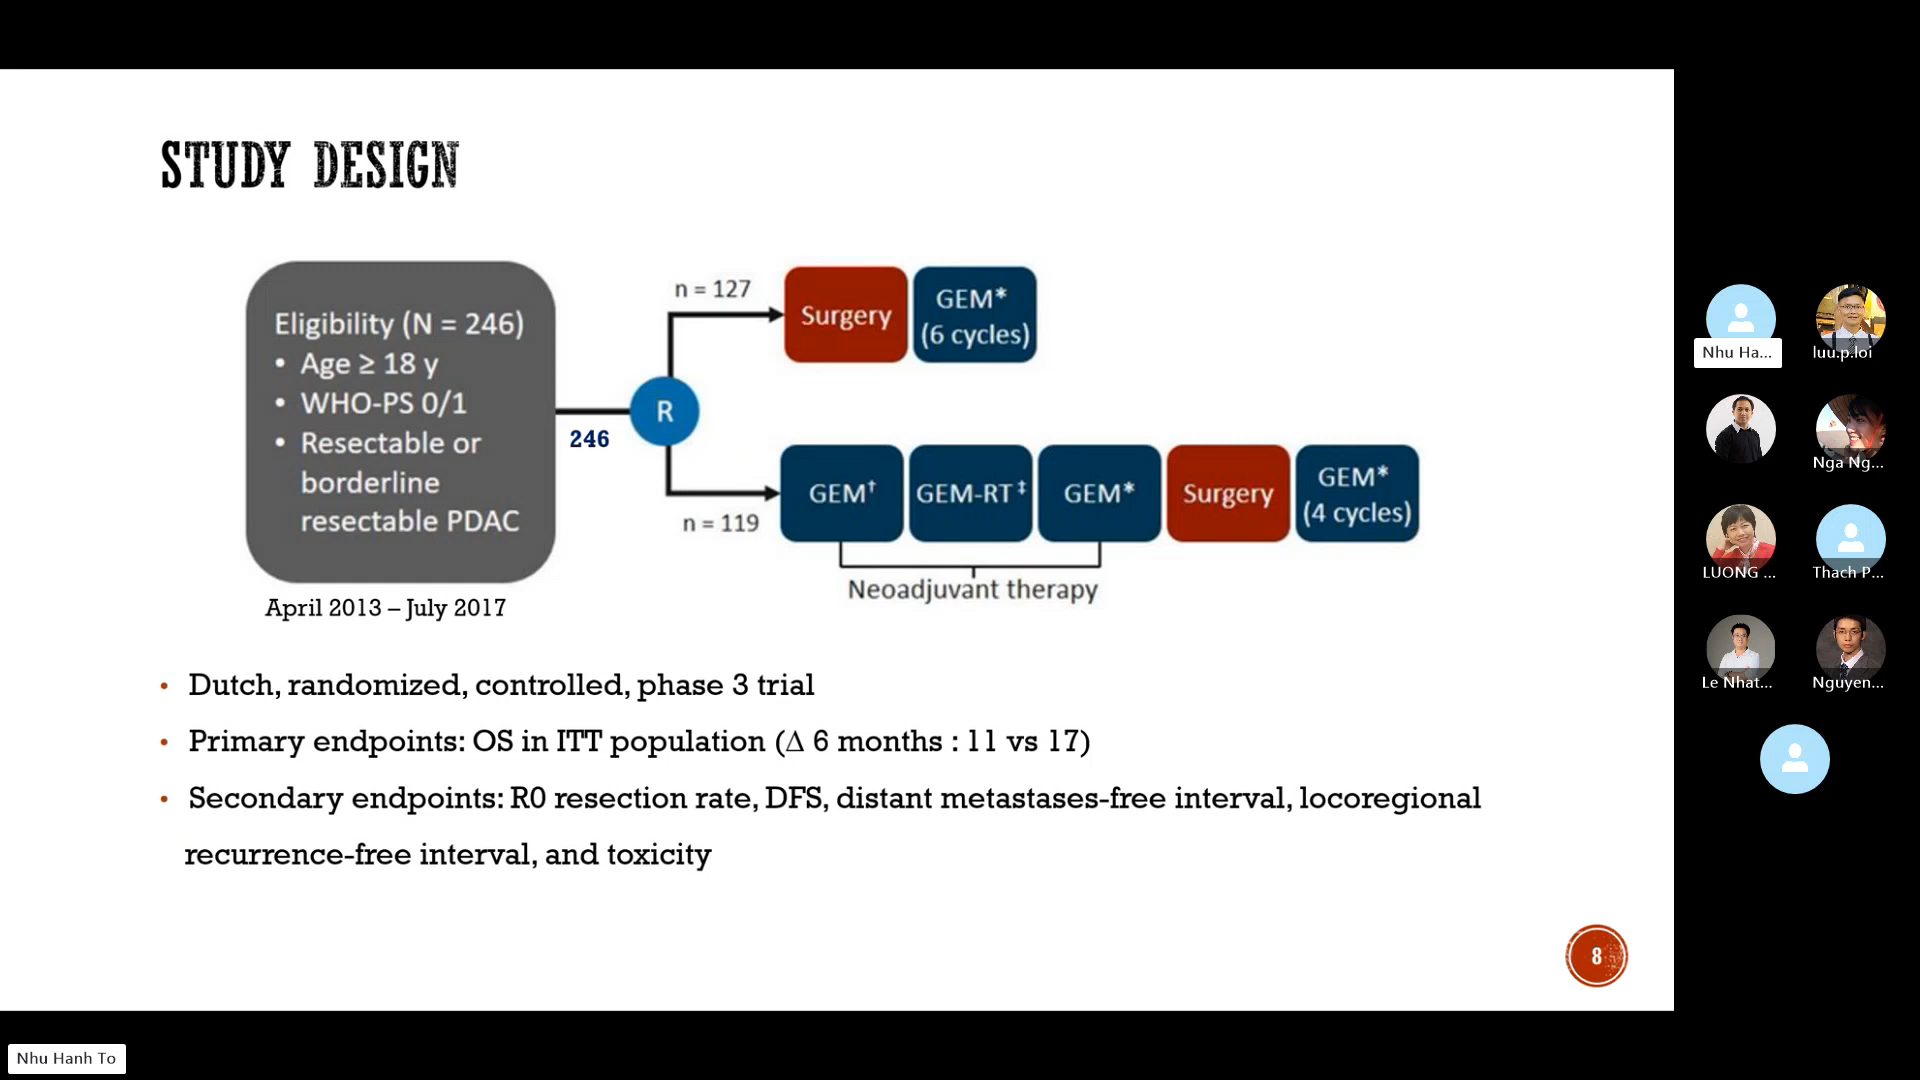 STUDY DESIGN
Eligibility (N = 246)
• Age ≥ 18 y
• WHO-PS 0/1
• Resectable or
borderline
resectable PDAC
April 2013 – July 2017
246
R
n = 127
Surgery
GEM*
(6 cycles)
n = 119
GEM†
GEM-RT‡
GEM*
Surgery
GEM*
(4 cycles)
Neoadjuvant therapy
• Dutch, randomized, controlled, phase 3 trial
• Primary endpoints: OS in ITT population (Δ 6 months : 11 vs 17)
• Secondary endpoints: R0 resection rate, DFS, distant metastases-free interval, locoregional
recurrence-free interval, and toxicity
8
Nhu Ha...
luu.p.loi
Nga Ng...
LUONG ...
Thach P...
Le Nhat...
Nguyen...
Nhu Hanh To